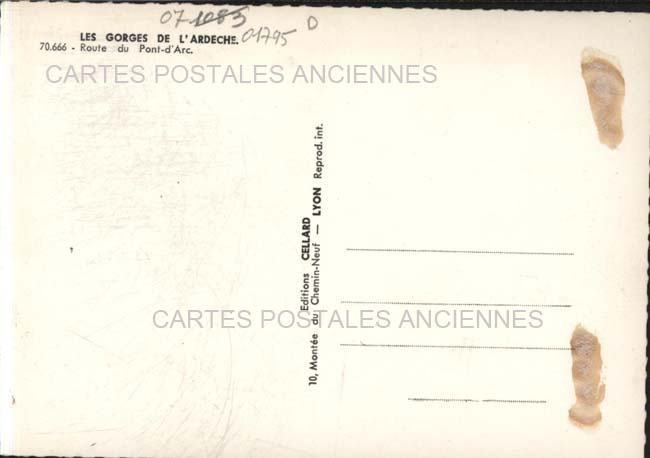 07 1085
01795 D
LES GORGES DE L'ARDECHE.
70.666 - Route du Pont-d'Arc.
CARTES POSTALES ANCIENNES
Editions CELLARD
10, Montée du Chemin-Neuf — LYON Reprod. int.
CARTES POSTALES ANCIENNES